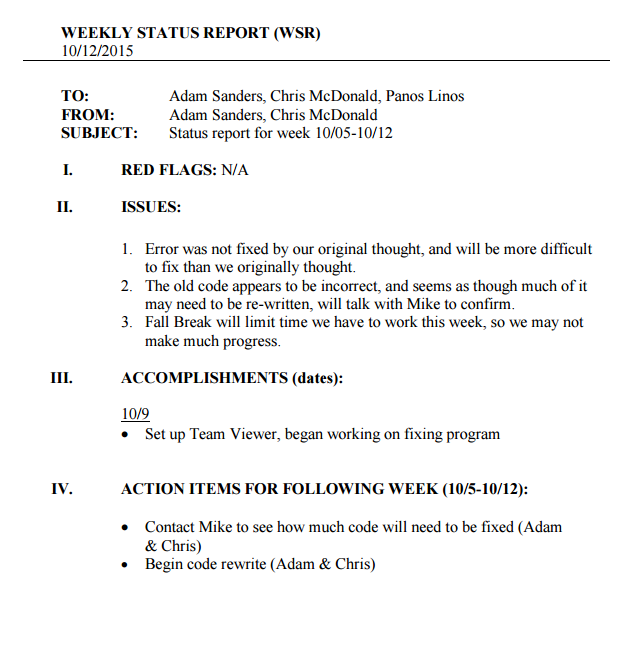 WEEKLY STATUS REPORT (WSR)
10/12/2015
TO: Adam Sanders, Chris McDonald, Panos Linos
FROM: Adam Sanders, Chris McDonald
SUBJECT: Status report for week 10/05-10/12
I. RED FLAGS: N/A
II. ISSUES:
1. Error was not fixed by our original thought, and will be more difficult
to fix than we originally thought.
2. The old code appears to be incorrect, and seems as though much of it
may need to be re-written, will talk with Mike to confirm.
3. Fall Break will limit time we have to work this week, so we may not
make much progress.
III. ACCOMPLISHMENTS (dates):
10/9
• Set up Team Viewer, began working on fixing program
IV. ACTION ITEMS FOR FOLLOWING WEEK (10/5-10/12):
• Contact Mike to see how much code will need to be fixed (Adam
& Chris)
• Begin code rewrite (Adam & Chris)